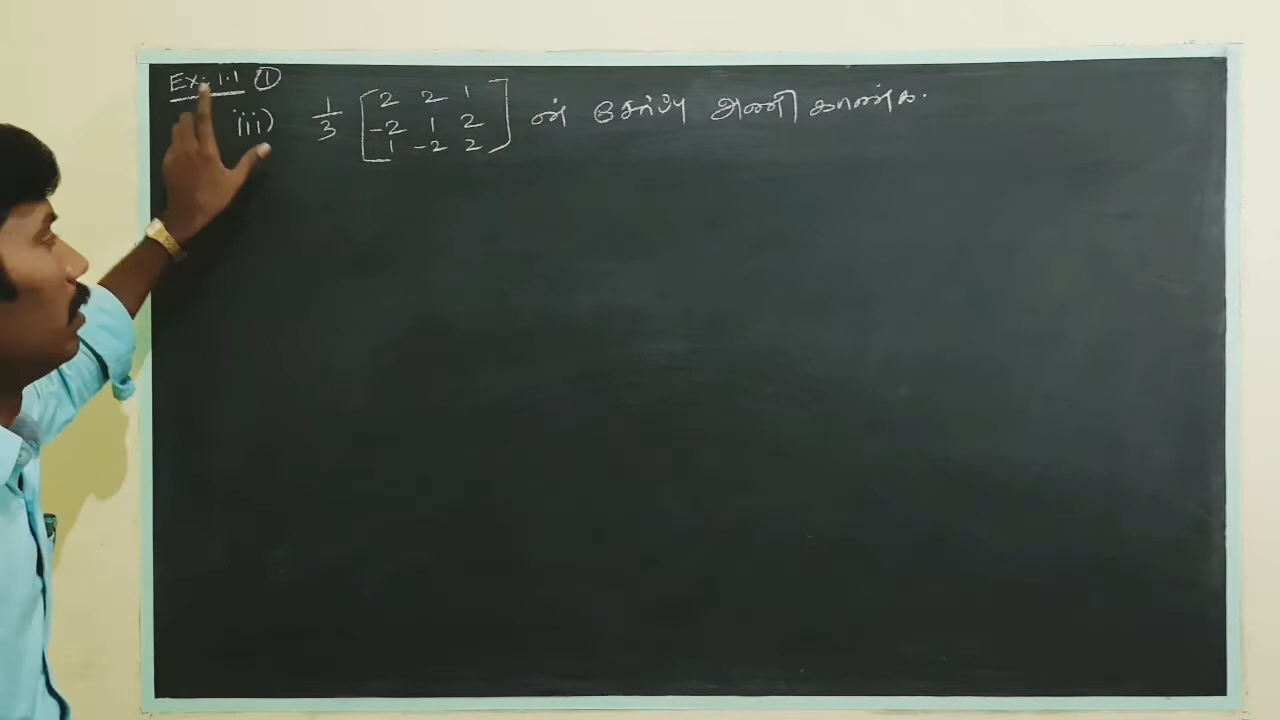 Ex:-1.1 ①
iii) 1/3 [ 2 2 1
-2 1 2
1 -2 2 ] ன் சேர்ப்பு அணி காண்க.